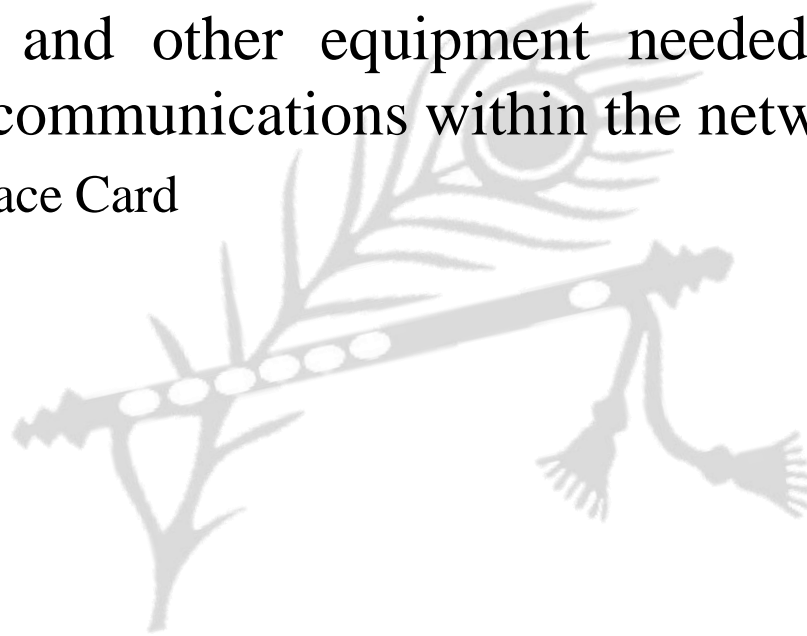 and other equipment needed
communications within the netw
ace Card